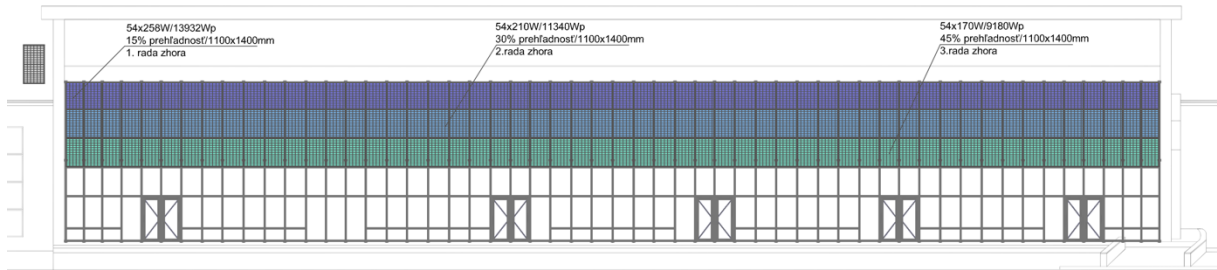 54x258W/13932Wp
15% prehľadnosť/1100x1400mm
1. rada zhora
54x210W/11340Wp
30% prehľadnosť/1100x1400mm
2.rada zhora
54x170W/9180Wp
45% prehľadnosť/1100x1400mm
3.rada zhora